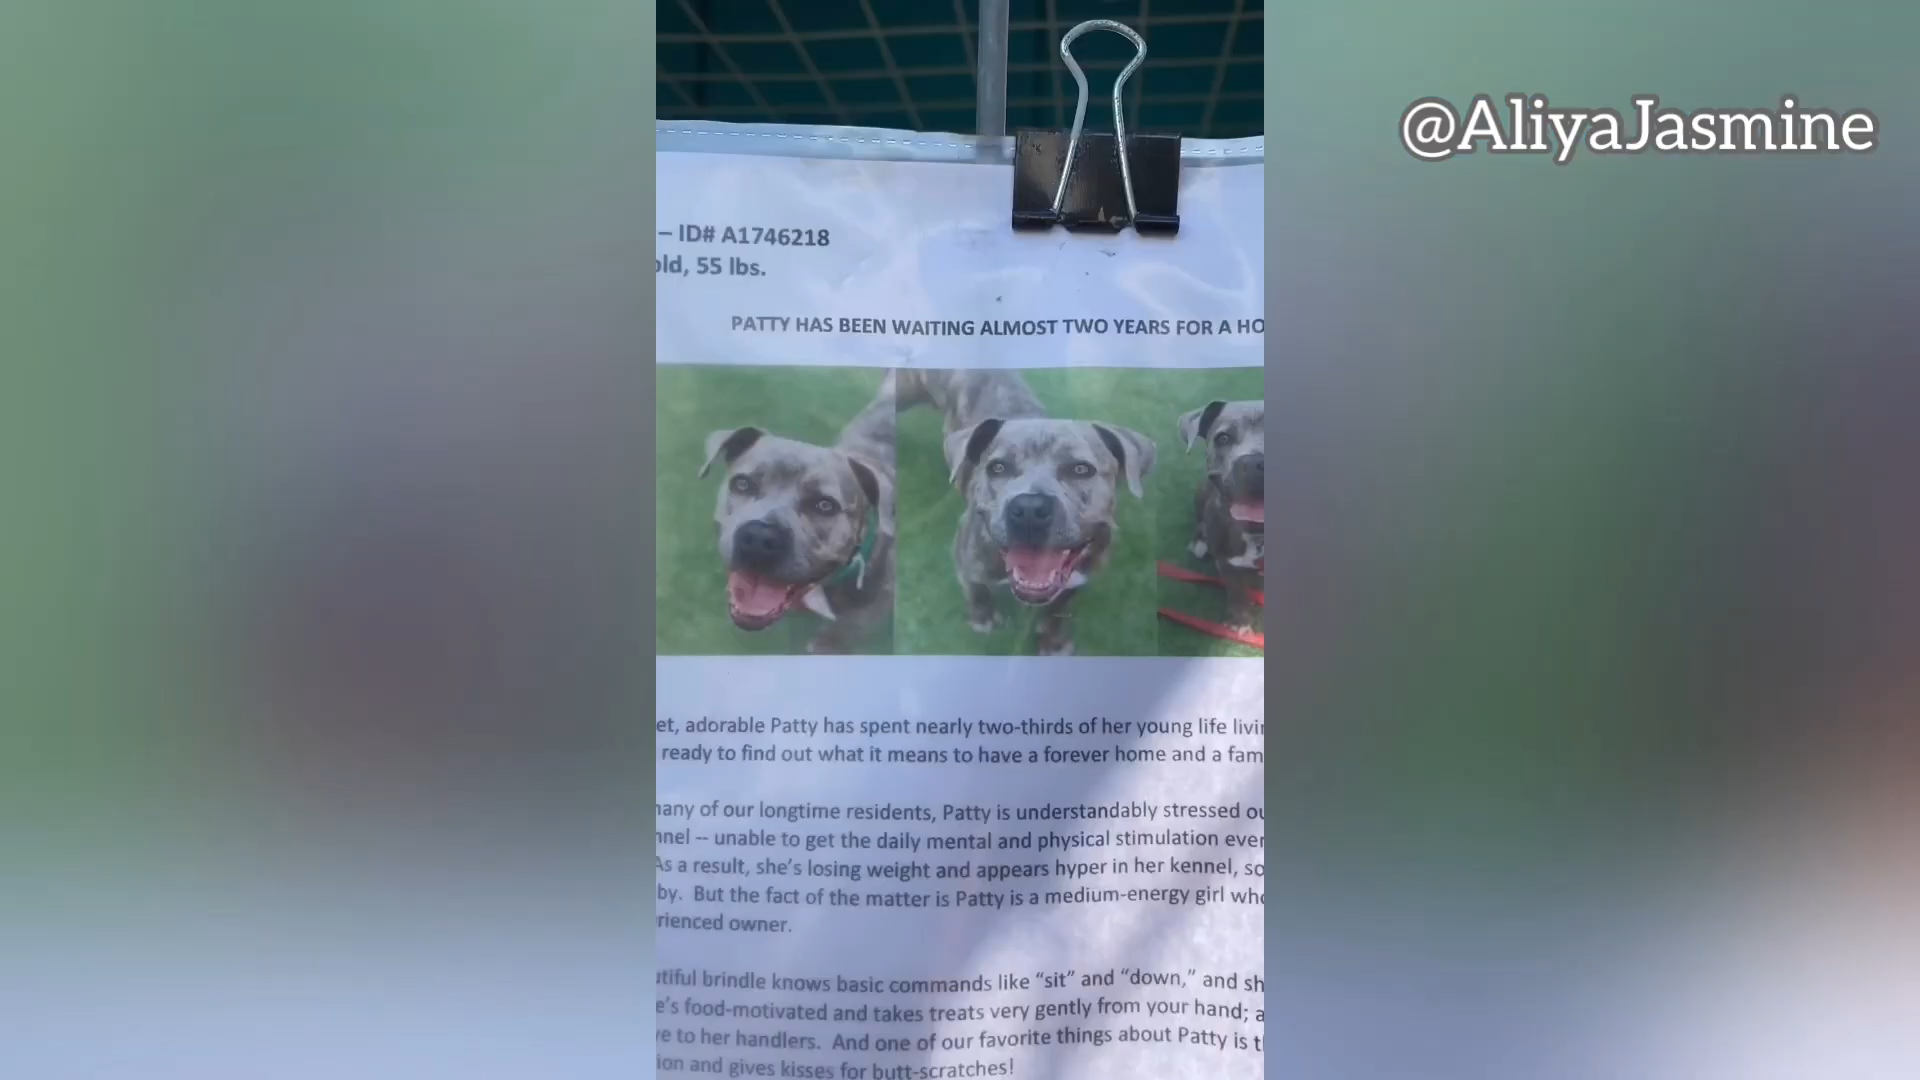 @AliyaJasmine
– ID# A1746218
old, 55 lbs.
PATTY HAS BEEN WAITING ALMOST TWO YEARS FOR A HO
et, adorable Patty has spent nearly two-thirds of her young life livi
ready to find out what it means to have a forever home and a fam
many of our longtime residents, Patty is understandably stressed ou
nnel -- unable to get the daily mental and physical stimulation ever
As a result, she's losing weight and appears hyper in her kennel, so
by. But the fact of the matter is Patty is a medium-energy girl who
rienced owner.
utiful brindle knows basic commands like “sit” and “down,” and sh
e's food-motivated and takes treats very gently from your hand; a
ve to her handlers. And one of our favorite things about Patty is t
ion and gives kisses for butt-scratches!